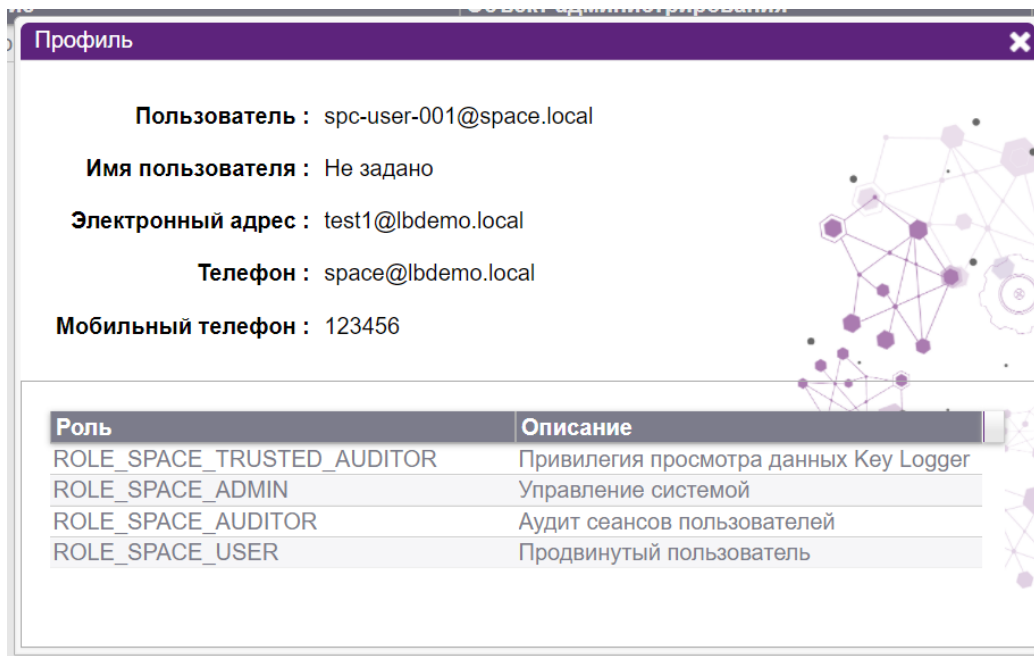 Профиль
Пользователь : spc-user-001@space.local
Имя пользователя : Не задано
Электронный адрес : test1@lbdemo.local
Телефон : space@lbdemo.local
Мобильный телефон : 123456
Роль Описание
ROLE_SPACE_TRUSTED_AUDITOR Привилегия просмотра данных Key Logger
ROLE_SPACE_ADMIN Управление системой
ROLE_SPACE_AUDITOR Аудит сеансов пользователей
ROLE_SPACE_USER Продвинутый пользователь